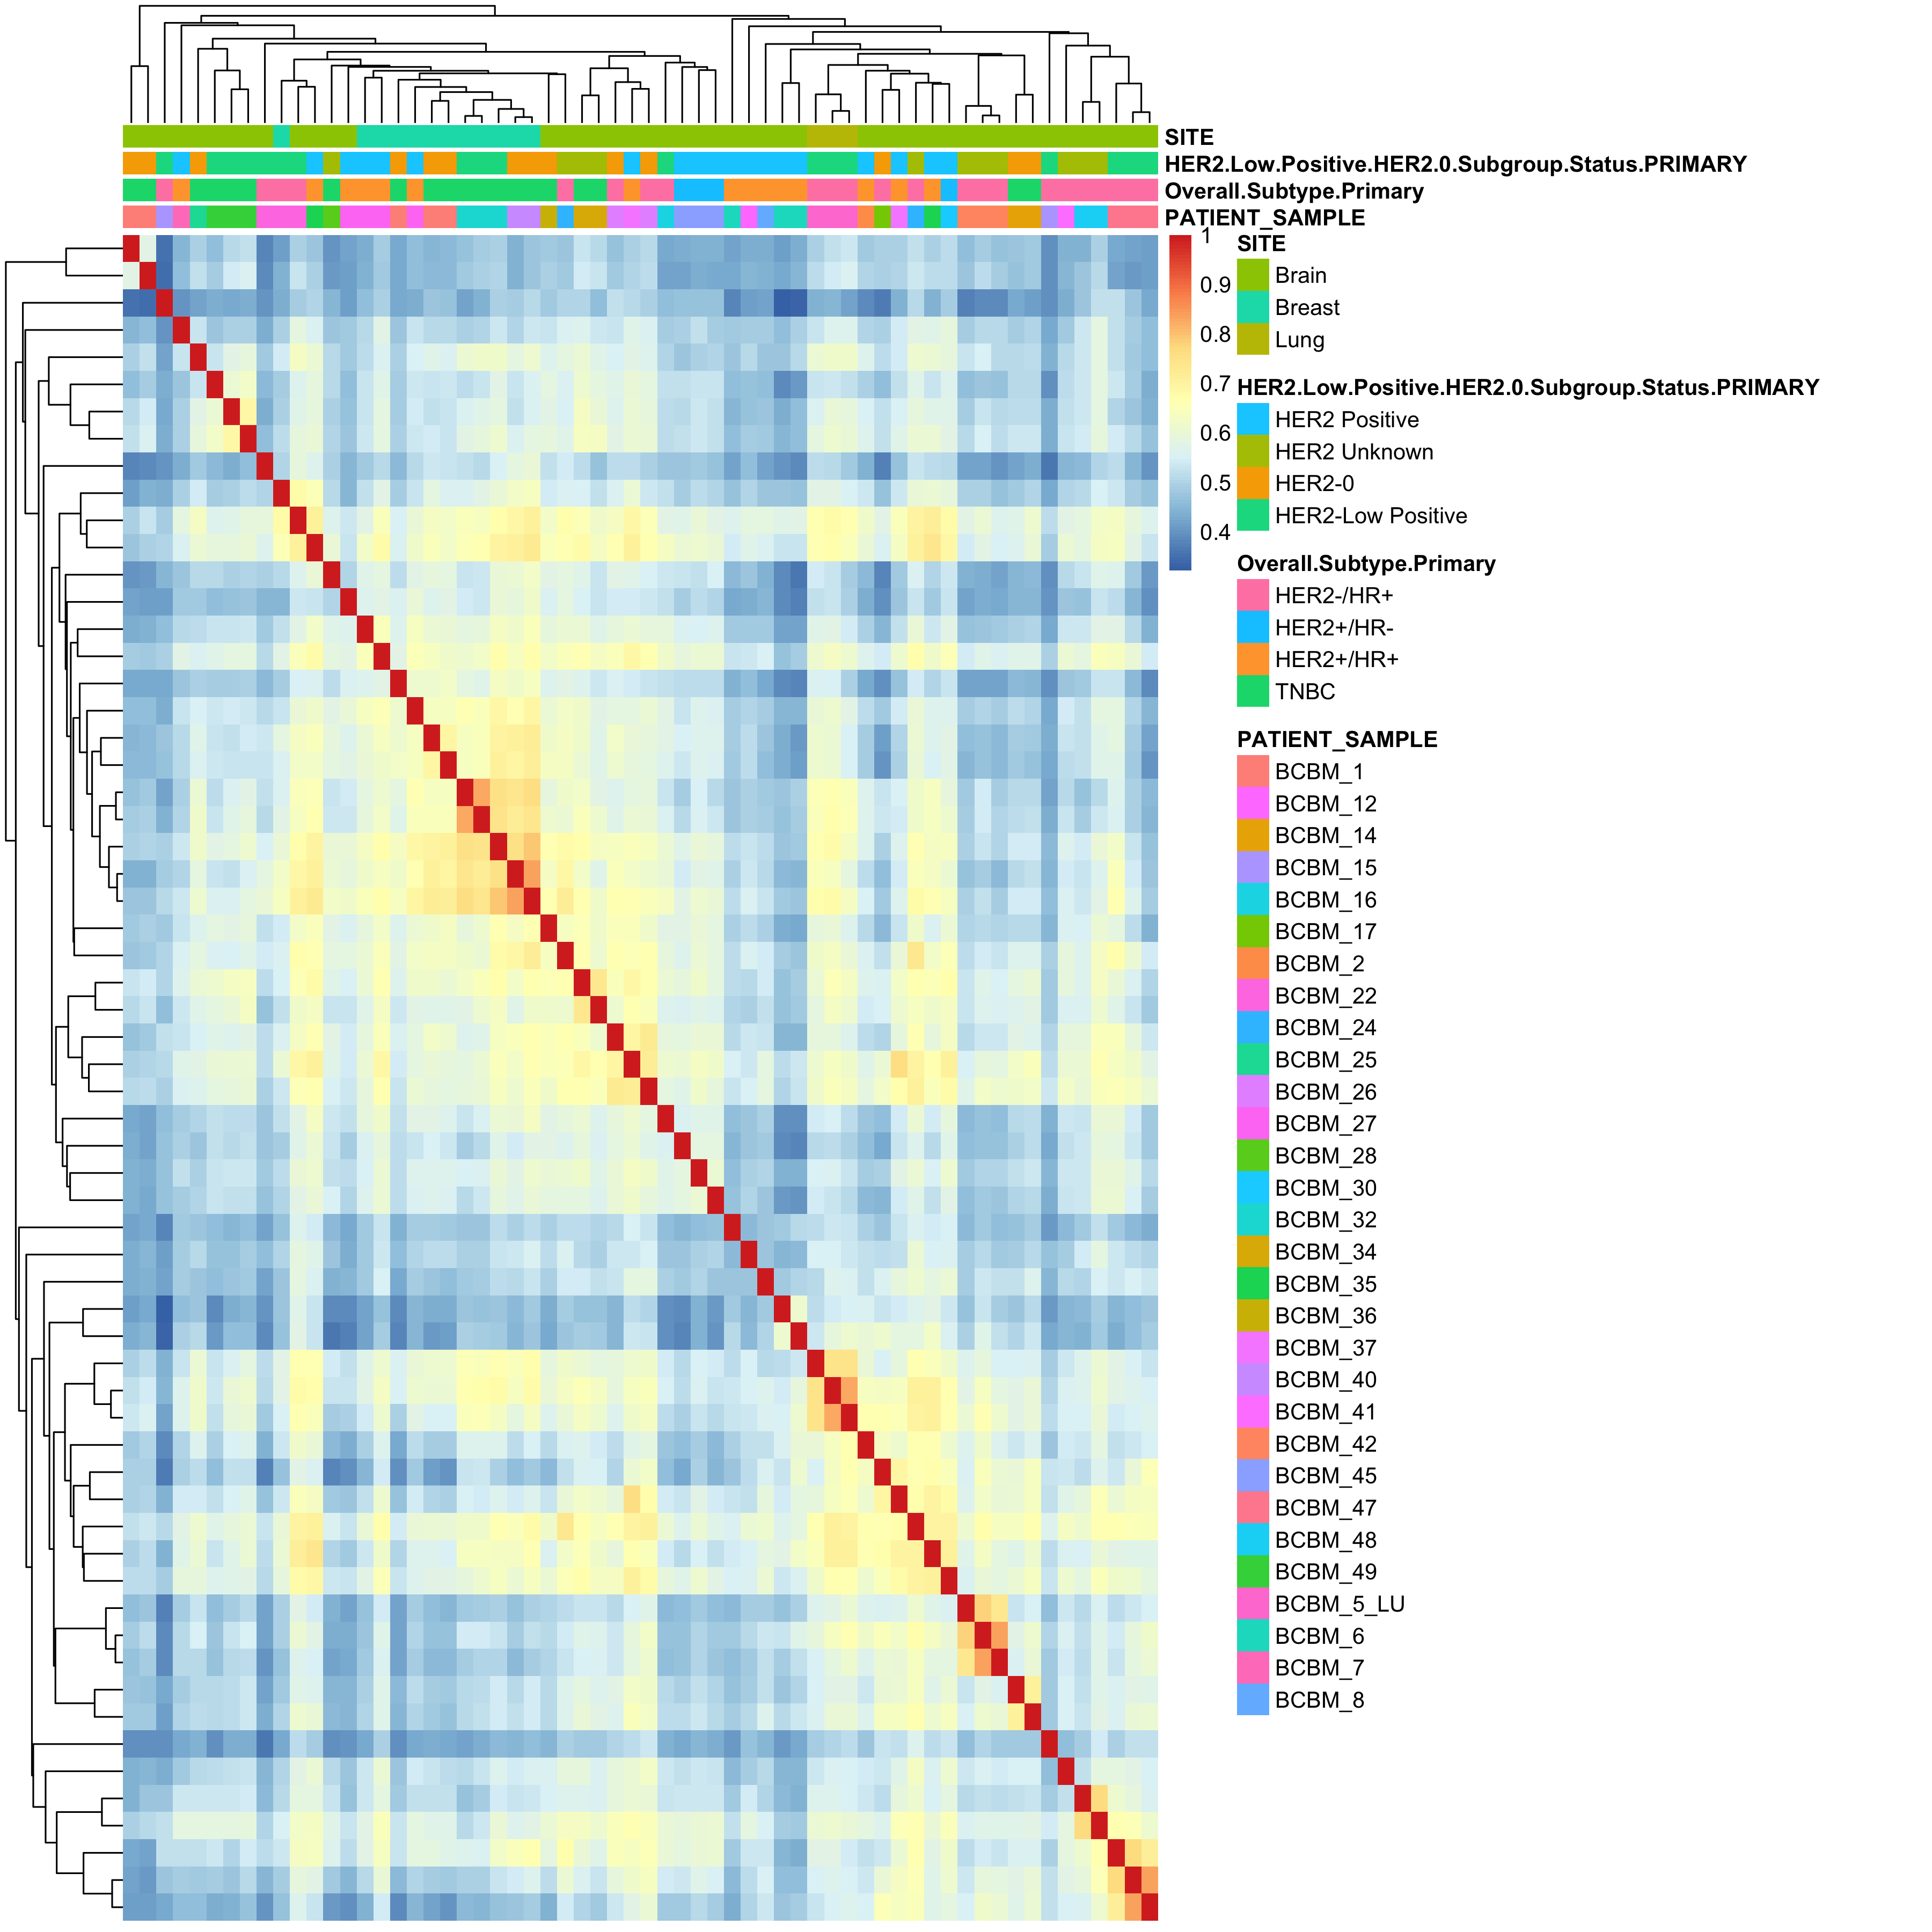 SITE
HER2.Low.Positive.HER2.0.Subgroup.Status.PRIMARY
Overall.Subtype.Primary
PATIENT_SAMPLE
1
0.9
0.8
0.7
0.6
0.5
0.4
SITE
Brain
Breast
Lung
HER2.Low.Positive.HER2.0.Subgroup.Status.PRIMARY
HER2 Positive
HER2 Unknown
HER2-0
HER2-Low Positive
Overall.Subtype.Primary
HER2-/HR+
HER2+/HR-
HER2+/HR+
TNBC
PATIENT_SAMPLE
BCBM_1
BCBM_12
BCBM_14
BCBM_15
BCBM_16
BCBM_17
BCBM_2
BCBM_22
BCBM_24
BCBM_25
BCBM_26
BCBM_27
BCBM_28
BCBM_30
BCBM_32
BCBM_34
BCBM_35
BCBM_36
BCBM_37
BCBM_40
BCBM_41
BCBM_42
BCBM_45
BCBM_47
BCBM_48
BCBM_49
BCBM_5_LU
BCBM_6
BCBM_7
BCBM_8